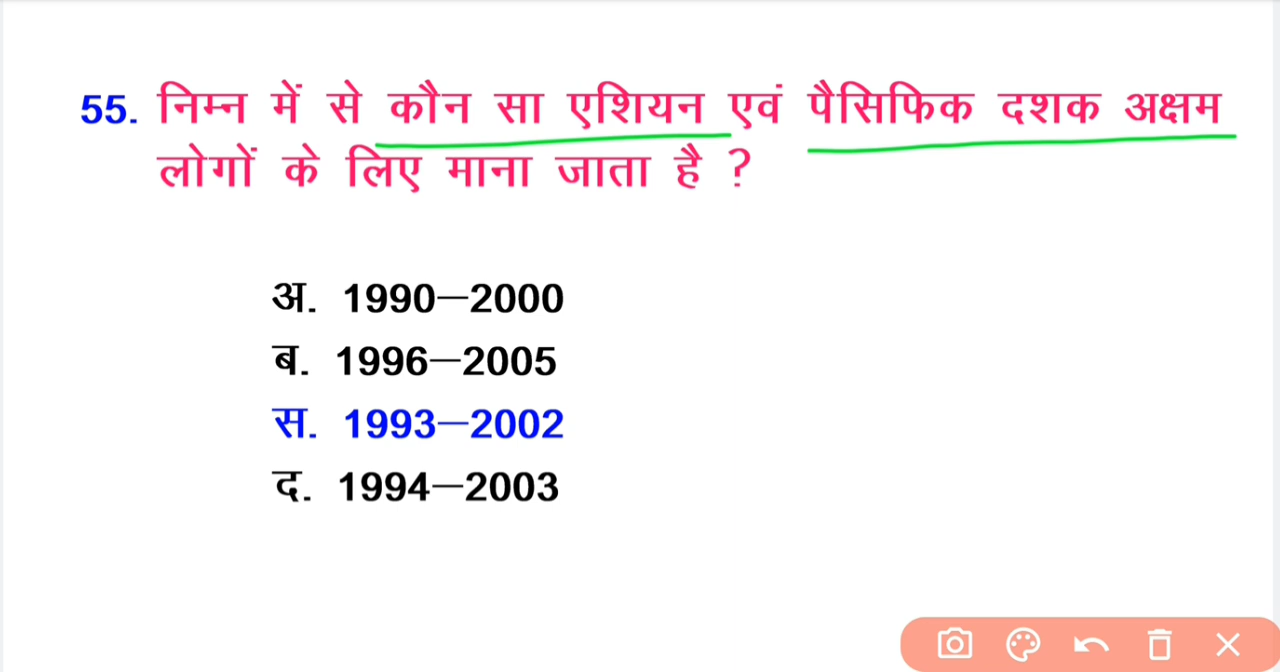 55. निम्न में से कौन सा एशियन एवं पैसिफिक दशक अक्षम
लोगों के लिए माना जाता है ?
अ. 1990—2000
ब. 1996—2005
स. 1993—2002
द. 1994—2003